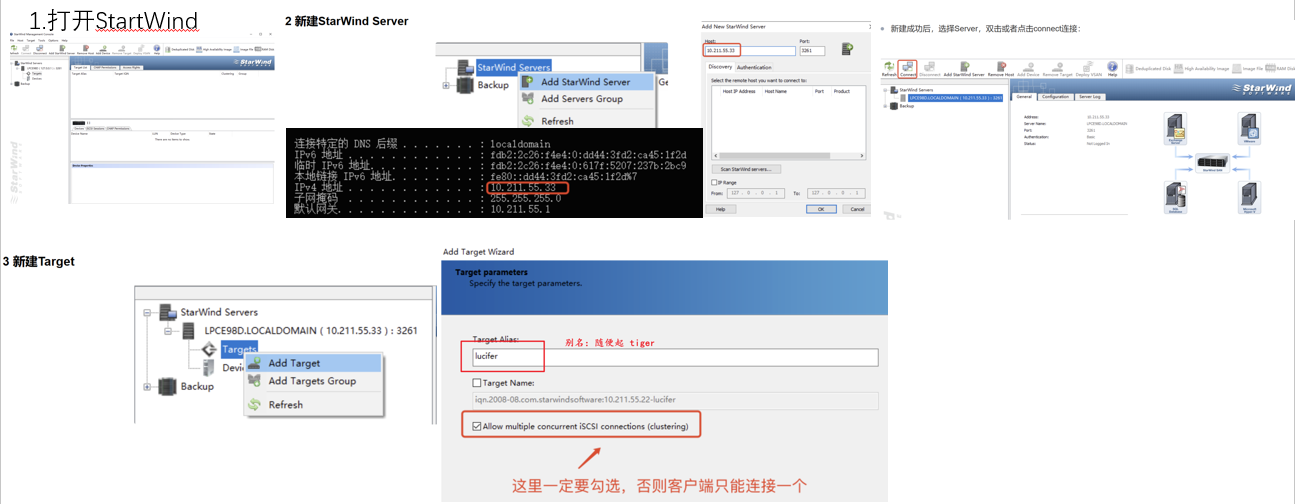 1.打开StartWind
StarWind Management Console
StarWind Servers
Targets
Devices
Backup
StarWind
SOFTWARE
2 新建StarWind Server
StarWind Servers
Backup
Add StarWind Server
Add Servers Group
Refresh
Ge
连接特定的 DNS 后缀 . . . . . . . : localdomain
IPv6 地址 . . . . . . . . . . . . : fdb2:2c26:f4e4:0:dd44:3fd2:ca45:1f2d
临时 IPv6 地址. . . . . . . . . . : fdb2:2c26:f4e4:0:617f:5207:237b:2bc9
本地链接 IPv6 地址. . . . . . . . : fe80::dd44:3fd2:ca45:1f2d%7
IPv4 地址 . . . . . . . . . . . . : 10.211.55.33
子网掩码 . . . . . . . . . . . . : 255.255.255.0
默认网关. . . . . . . . . . . . . : 10.211.55.1
Add New StarWind Server
Host: Port:
10.211.55.33 3261
Discovery Authentication
Select the remote host you want to connect to:
Host IP Address Host Name Port Product
Scan StarWind servers...
IP Range
From: 127 . 0 . 0 . 1 To: 127 . 0 . 0 . 1
Help OK Cancel
新建成功后，选择Server，双击或者点击connect连接：
Refresh Connect Disconnect Add StarWind Server Remove Host Add Device Remove Target Deploy VSAN Help Deduplicated Disk High Availability Image Image File RAM Disk
StarWind Servers
LPCE98D.LOCALDOMAIN ( 10.211.55.33 ) : 3261
Backup
General Configuration Server Log
StarWind
SOFTWARE
Address: 10.211.55.33
Server Name: LPCE98D.LOCALDOMAIN
Port: 3261
Authentication: Basic
Status: Not Logged In
3 新建Target
StarWind Servers
LPCE98D.LOCALDOMAIN ( 10.211.55.33 ) : 3261
Targets
Devi
Backup
Add Target
Add Targets Group
Refresh
Add Target Wizard
Target parameters
Specify the target parameters.
Target Alias:
别名：随便起 tiger
lucifer
Target Name:
iqn.2008-08.com.starwindsoftware:10.211.55.22-lucifer
Allow multiple concurrent iSCSI connections (clustering)
这里一定要勾选，否则客户端只能连接一个